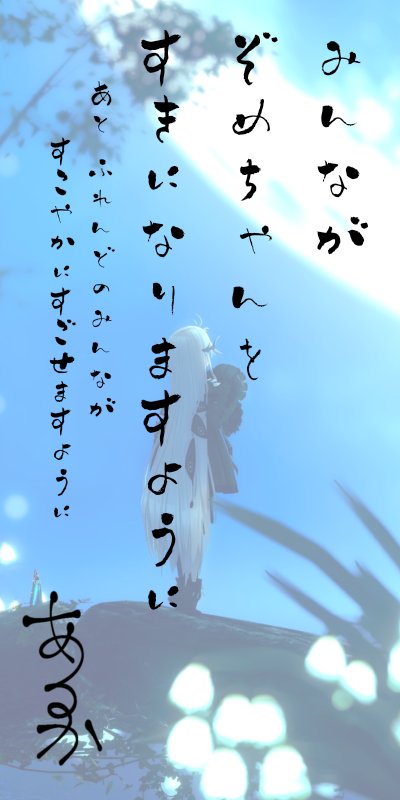 みんなが
ぞめちゃんを
すきになりますように
あとふれんどのみんなが
すこやかにすごせますように
あるか